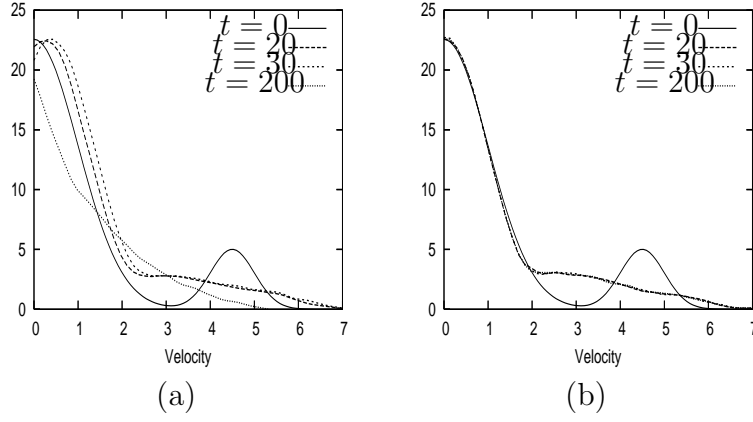 25
20
15
10
5
0
0 1 2 3 4 5 6 7
Velocity
t = 0
t = 20
t = 30
t = 200
(a)
25
20
15
10
5
0
0 1 2 3 4 5 6 7
Velocity
t = 0
t = 20
t = 30
t = 200
(b)